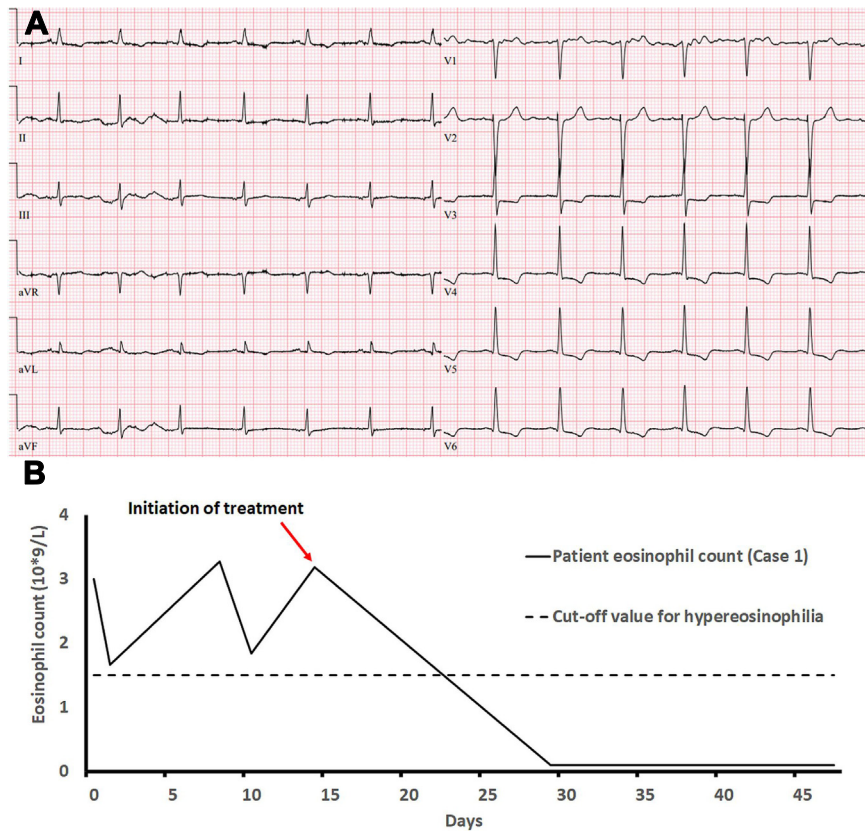 A
I
V1
II
V2
III
V3
aVR
V4
aVL
V5
aVF
V6
B
Initiation of treatment
Patient eosinophil count (Case 1)
Cut-off value for hypereosinophilia
Eosinophil count (10*9/L)
4
3
2
1
0
0 5 10 15 20 25 30 35 40 45
Days